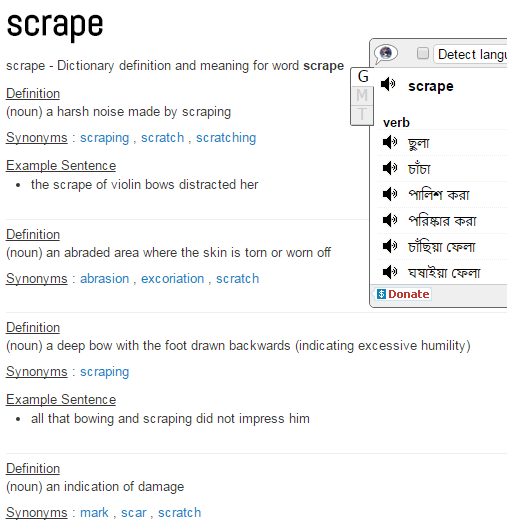 scrape
scrape - Dictionary definition and meaning for word scrape
Definition
(noun) a harsh noise made by scraping
Synonyms : scraping , scratch , scratching
Example Sentence
the scrape of violin bows distracted her
Definition
(noun) an abraded area where the skin is torn or worn off
Synonyms : abrasion , excoriation , scratch
Definition
(noun) a deep bow with the foot drawn backwards (indicating excessive humility)
Synonyms : scraping
Example Sentence
all that bowing and scraping did not impress him
Definition
(noun) an indication of damage
Synonyms : mark , scar , scratch
Detect langu
G
M
T
scrape
verb
ছুলা
চাঁচা
পালিশ করা
পরিষ্কার করা
চাঁছিয়া ফেলা
ঘষাইয়া ফেলা
$ Donate